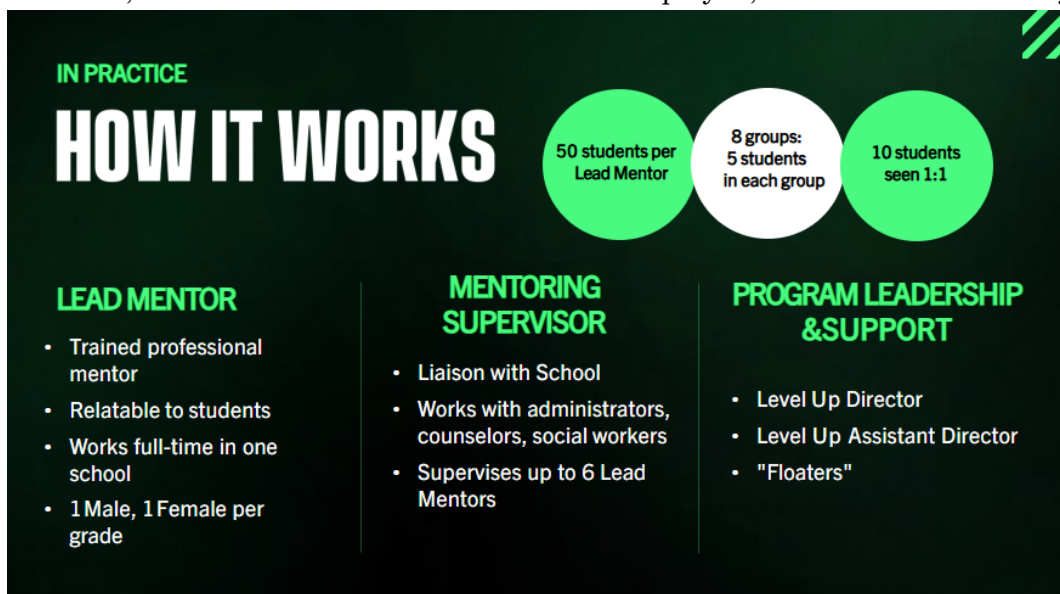 IN PRACTICE
HOW IT WORKS
50 students per
Lead Mentor
8 groups:
5 students
in each group
10 students
seen 1:1
LEAD MENTOR
• Trained professional
mentor
• Relatable to students
• Works full-time in one
school
• 1 Male, 1 Female per
grade
MENTORING
SUPERVISOR
• Liaison with School
• Works with administrators,
counselors, social workers
• Supervises up to 6 Lead
Mentors
PROGRAM LEADERSHIP
&SUPPORT
• Level Up Director
• Level Up Assistant Director
• "Floaters"